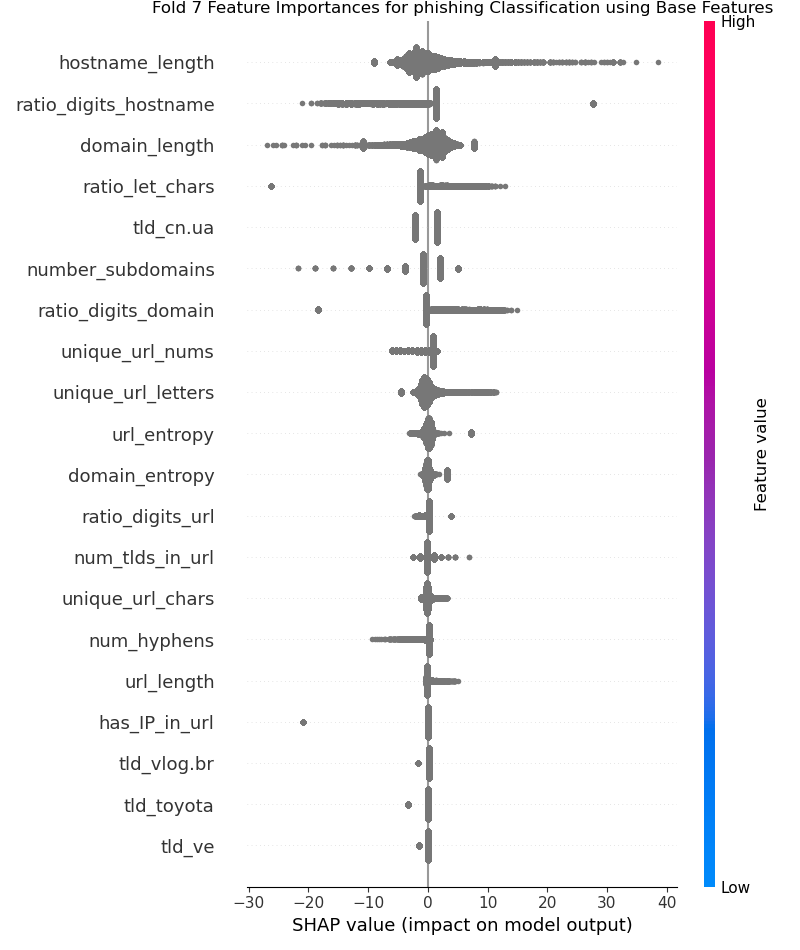 Fold 7 Feature Importances for phishing Classification using Base Features
High
hostname_length
ratio_digits_hostname
domain_length
ratio_let_chars
tld_cn.ua
number_subdomains
ratio_digits_domain
unique_url_nums
unique_url_letters
url_entropy
domain_entropy
ratio_digits_url
num_tlds_in_url
unique_url_chars
num_hyphens
url_length
has_IP_in_url
tld_vlog.br
tld_toyota
tld_ve
Feature value
Low
−30 −20 −10 0 10 20 30 40
SHAP value (impact on model output)